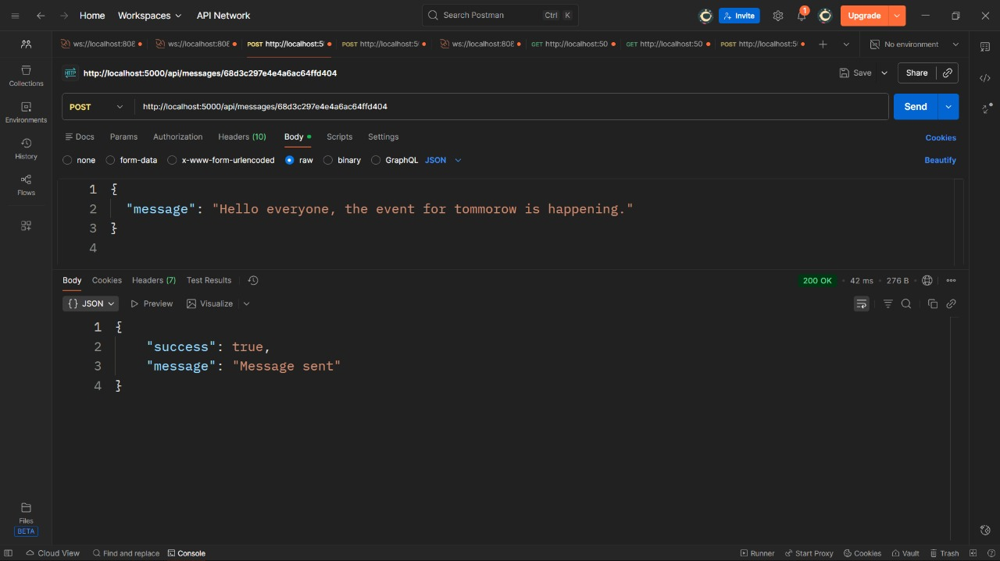 Home Workspaces API Network Search Postman Ctrl K Invite 1 Upgrade
ws://localhost:808 ws://localhost:808 POST http://localhost:5 POST http://localhost:5 ws://localhost:808 GET http://localhost:50 GET http://localhost:50 POST http://localhost:5 No environment
HTTP http://localhost:5000/api/messages/68d3c297e4e4a6ac64ffd404 Save Share
Collections
Environments
History
Flows
POST http://localhost:5000/api/messages/68d3c297e4e4a6ac64ffd404 Send
Docs Params Authorization Headers (10) Body Scripts Settings Cookies
none form-data x-www-form-urlencoded raw binary GraphQL JSON Beautify
1 {
2 "message": "Hello everyone, the event for tommorow is happening."
3 }
4
Body Cookies Headers (7) Test Results 200 OK 42 ms 276 B
{} JSON Preview Visualize
1 {
2 "success": true,
3 "message": "Message sent"
4 }
Files
BETA
Cloud View Find and replace Console Runner Start Proxy Cookies Vault Trash